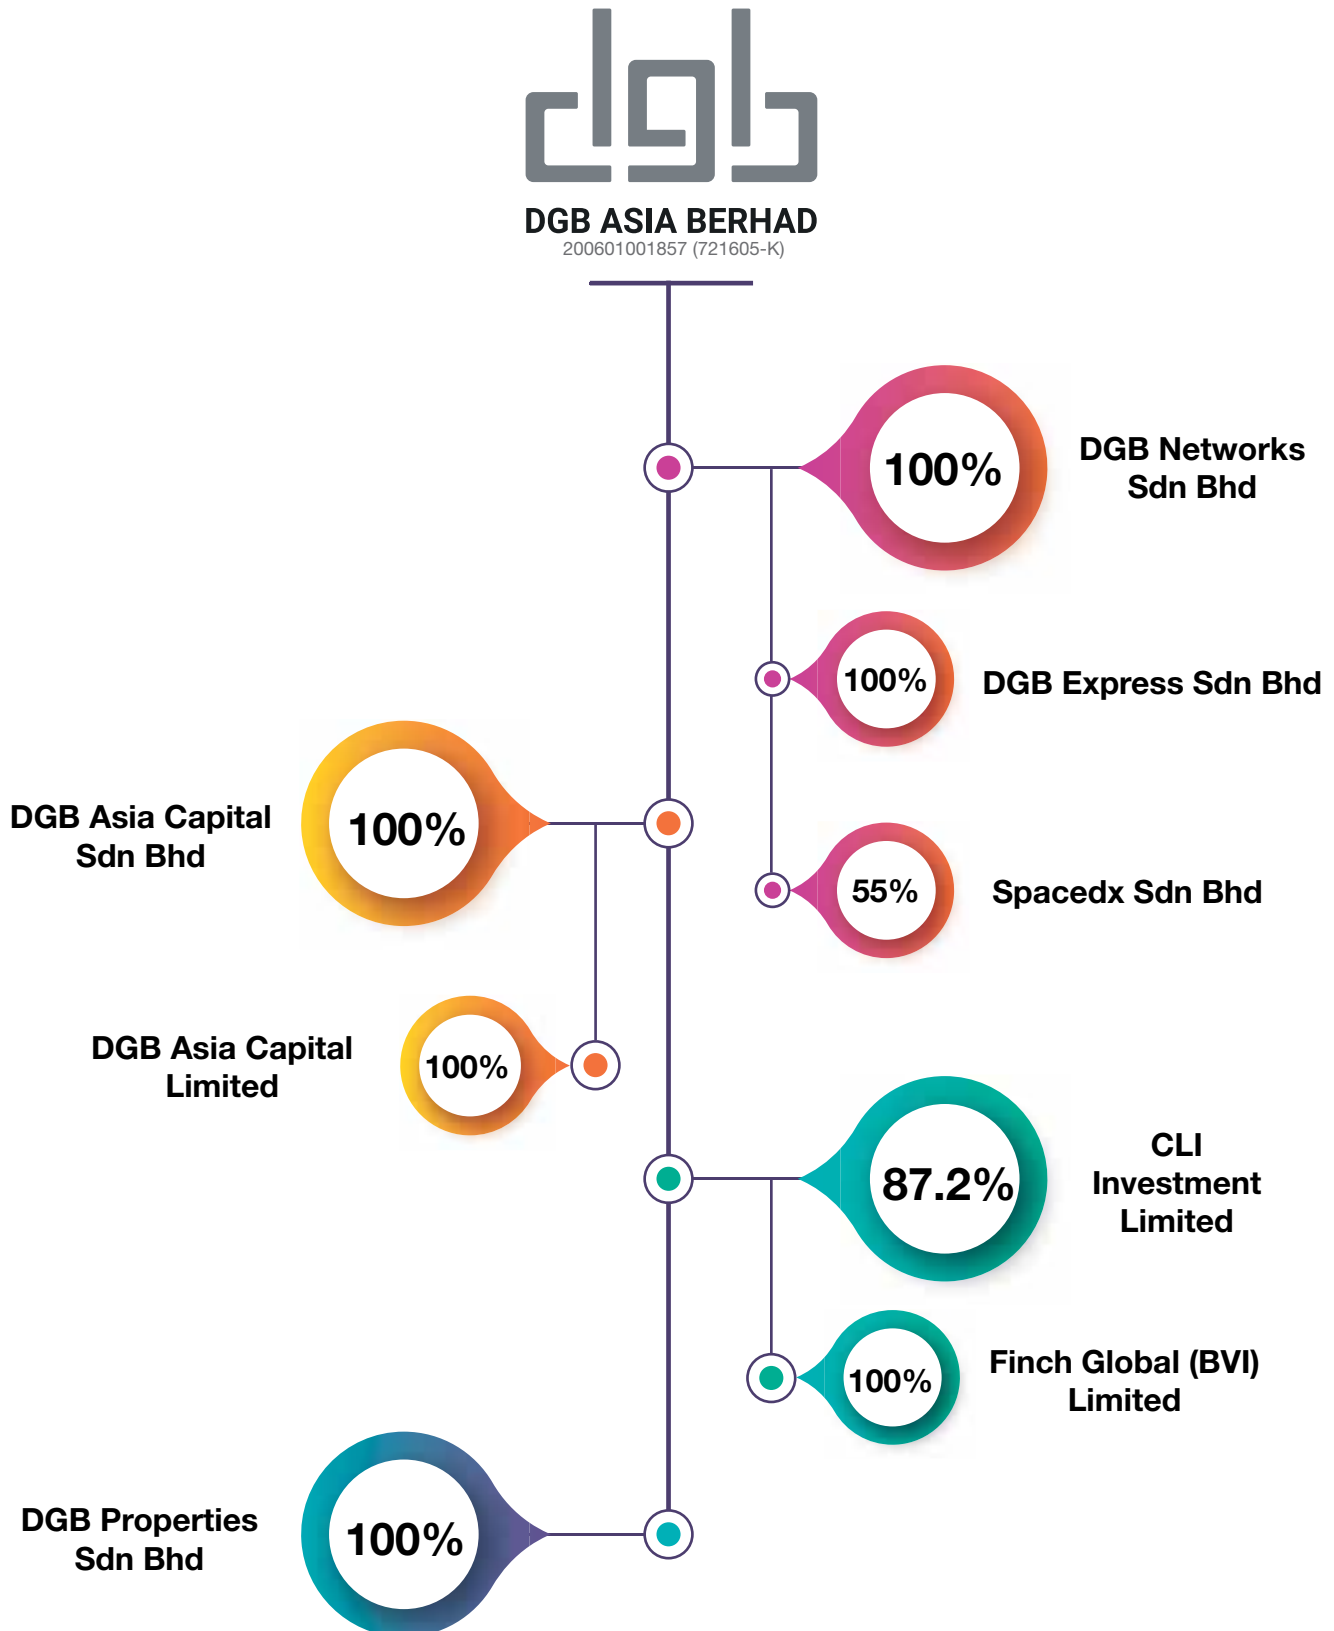 dgb
DGB ASIA BERHAD
200601001857 (721605-K)
100%
DGB Networks
Sdn Bhd
100%
DGB Express Sdn Bhd
DGB Asia Capital
Sdn Bhd
100%
55%
Spacedx Sdn Bhd
DGB Asia Capital
Limited
100%
87.2%
CLI
Investment
Limited
100%
Finch Global (BVI)
Limited
DGB Properties
Sdn Bhd
100%